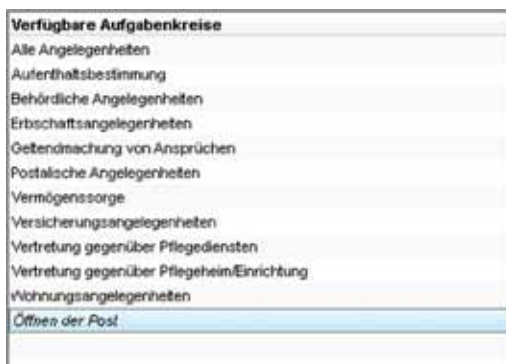 Verfügbare Aufgabenkreise
Alle Angelegenheiten
Aufenthaltsbestimmung
Behördliche Angelegenheiten
Erbschaftsangelegenheiten
Geltendmachung von Ansprüchen
Postalische Angelegenheiten
Vermögenssorge
Versicherungsangelegenheiten
Vertretung gegenüber Pflegediensten
Vertretung gegenüber Pflegeheim/Einrichtung
Wohnungsangelegenheiten
Öffnen der Post